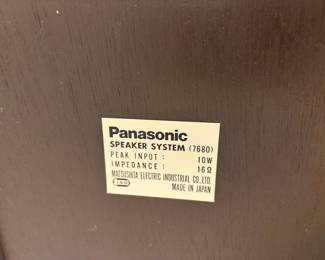 Panasonic
SPEAKER SYSTEM (7680)
PEAK INPUT : 10W
IMPEDANCE : 16Ω
MATSUSHITA ELECTRIC INDUSTRIAL CO., LTD.
MADE IN JAPAN